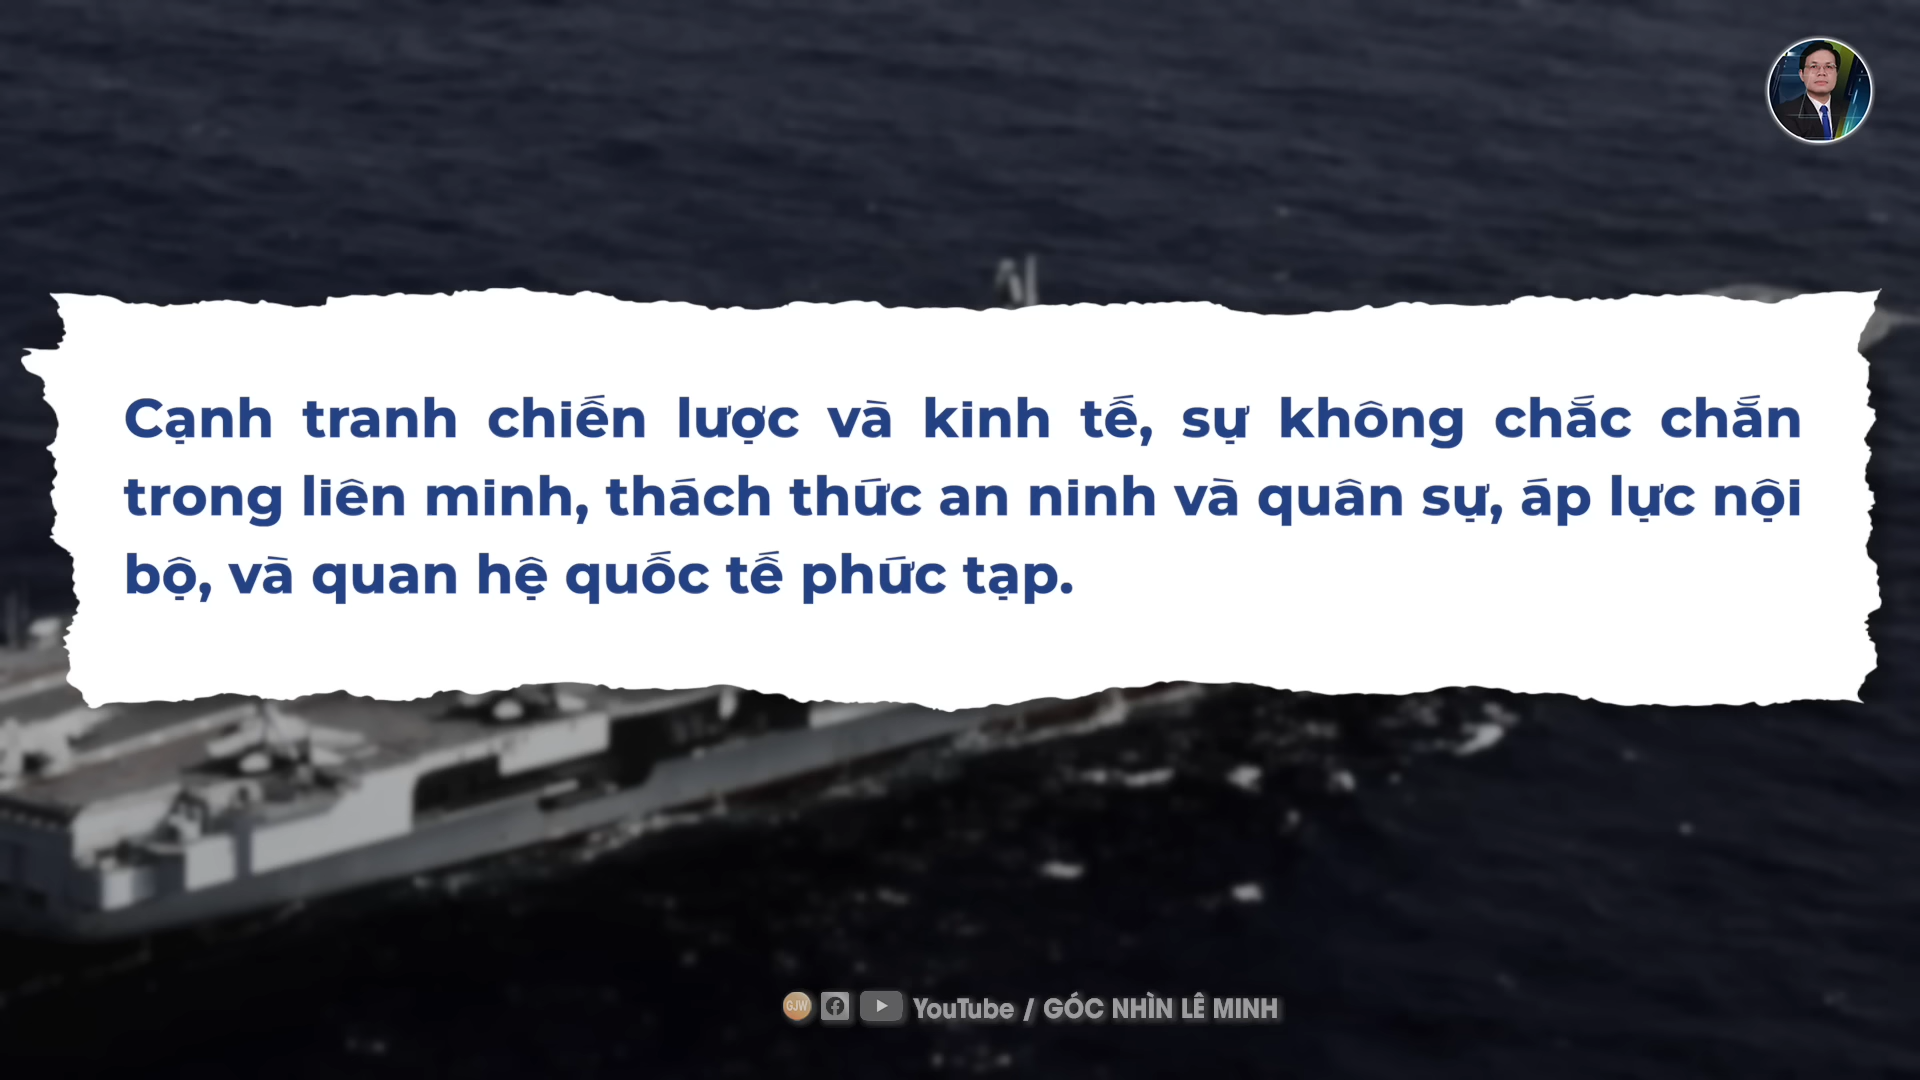 Cạnh tranh chiến lược và kinh tế, sự không chắc chắn
trong liên minh, thách thức an ninh và quân sự, áp lực nội
bộ, và quan hệ quốc tế phức tạp.
GJW YouTube / GÓC NHÌN LÊ MINH